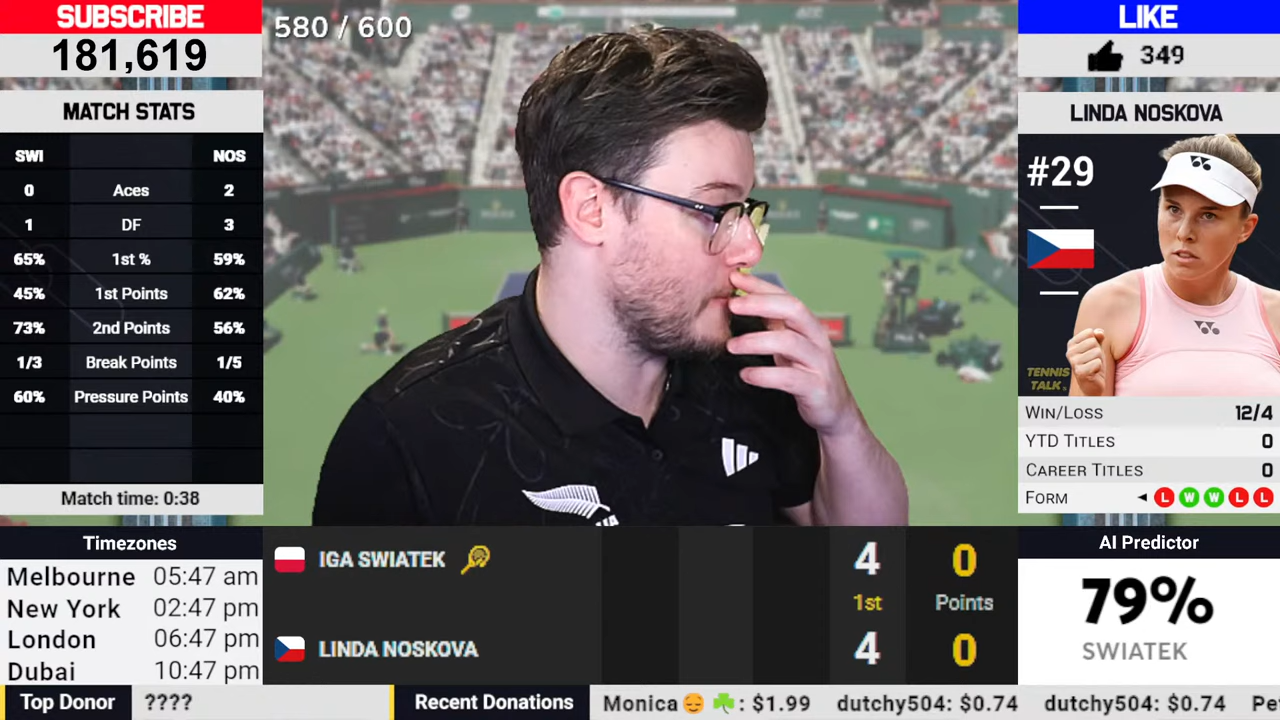 SUBSCRIBE
181,619
MATCH STATS
SWI NOS
0 Aces 2
1 DF 3
65% 1st % 59%
45% 1st Points 62%
73% 2nd Points 56%
1/3 Break Points 1/5
60% Pressure Points 40%
Match time: 0:38
Timezones
Melbourne 05:47 am
New York 02:47 pm
London 06:47 pm
Dubai 10:47 pm
580 / 600
IGA SWIATEK 4 0
1st Points
LINDA NOSKOVA 4 0
LIKE
349
LINDA NOSKOVA
#29
TENNIS
TALK
WIN/LOSS 12/4
YTD TITLES 0
CAREER TITLES 0
FORM L W W L L
AI Predictor
79%
SWIATEK
Top Donor ???? Recent Donations Monica😌☘️: $1.99 dutchy504: $0.74 dutchy504: $0.74 Pe